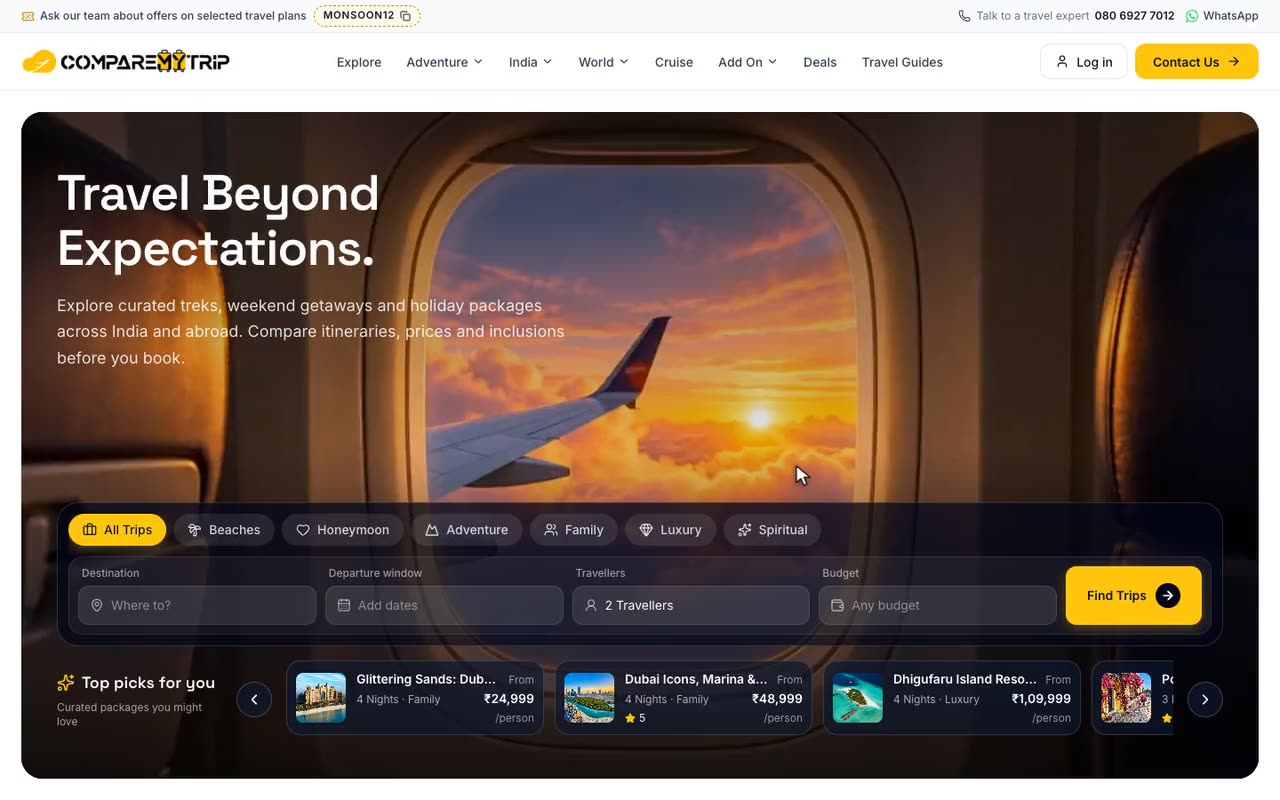 Ask our team about offers on selected travel plans MONSOON12
Talk to a travel expert 080 6927 7012 WhatsApp
COMPAREMYTRIP
Explore Adventure India World Cruise Add On Deals Travel Guides
Log in
Contact Us
Travel Beyond
Expectations.
Explore curated treks, weekend getaways and holiday packages
across India and abroad. Compare itineraries, prices and inclusions
before you book.
All Trips Beaches Honeymoon Adventure Family Luxury Spiritual
Destination
Where to?
Departure window
Add dates
Travellers
2 Travellers
Budget
Any budget
Find Trips
Top picks for you
Curated packages you might
love
Glittering Sands: Dub... From
4 Nights · Family ₹24,999
/person
Dubai Icons, Marina &... From
4 Nights · Family ₹48,999
5 /person
Dhigufaru Island Reso... From
4 Nights · Luxury ₹1,09,999
/person